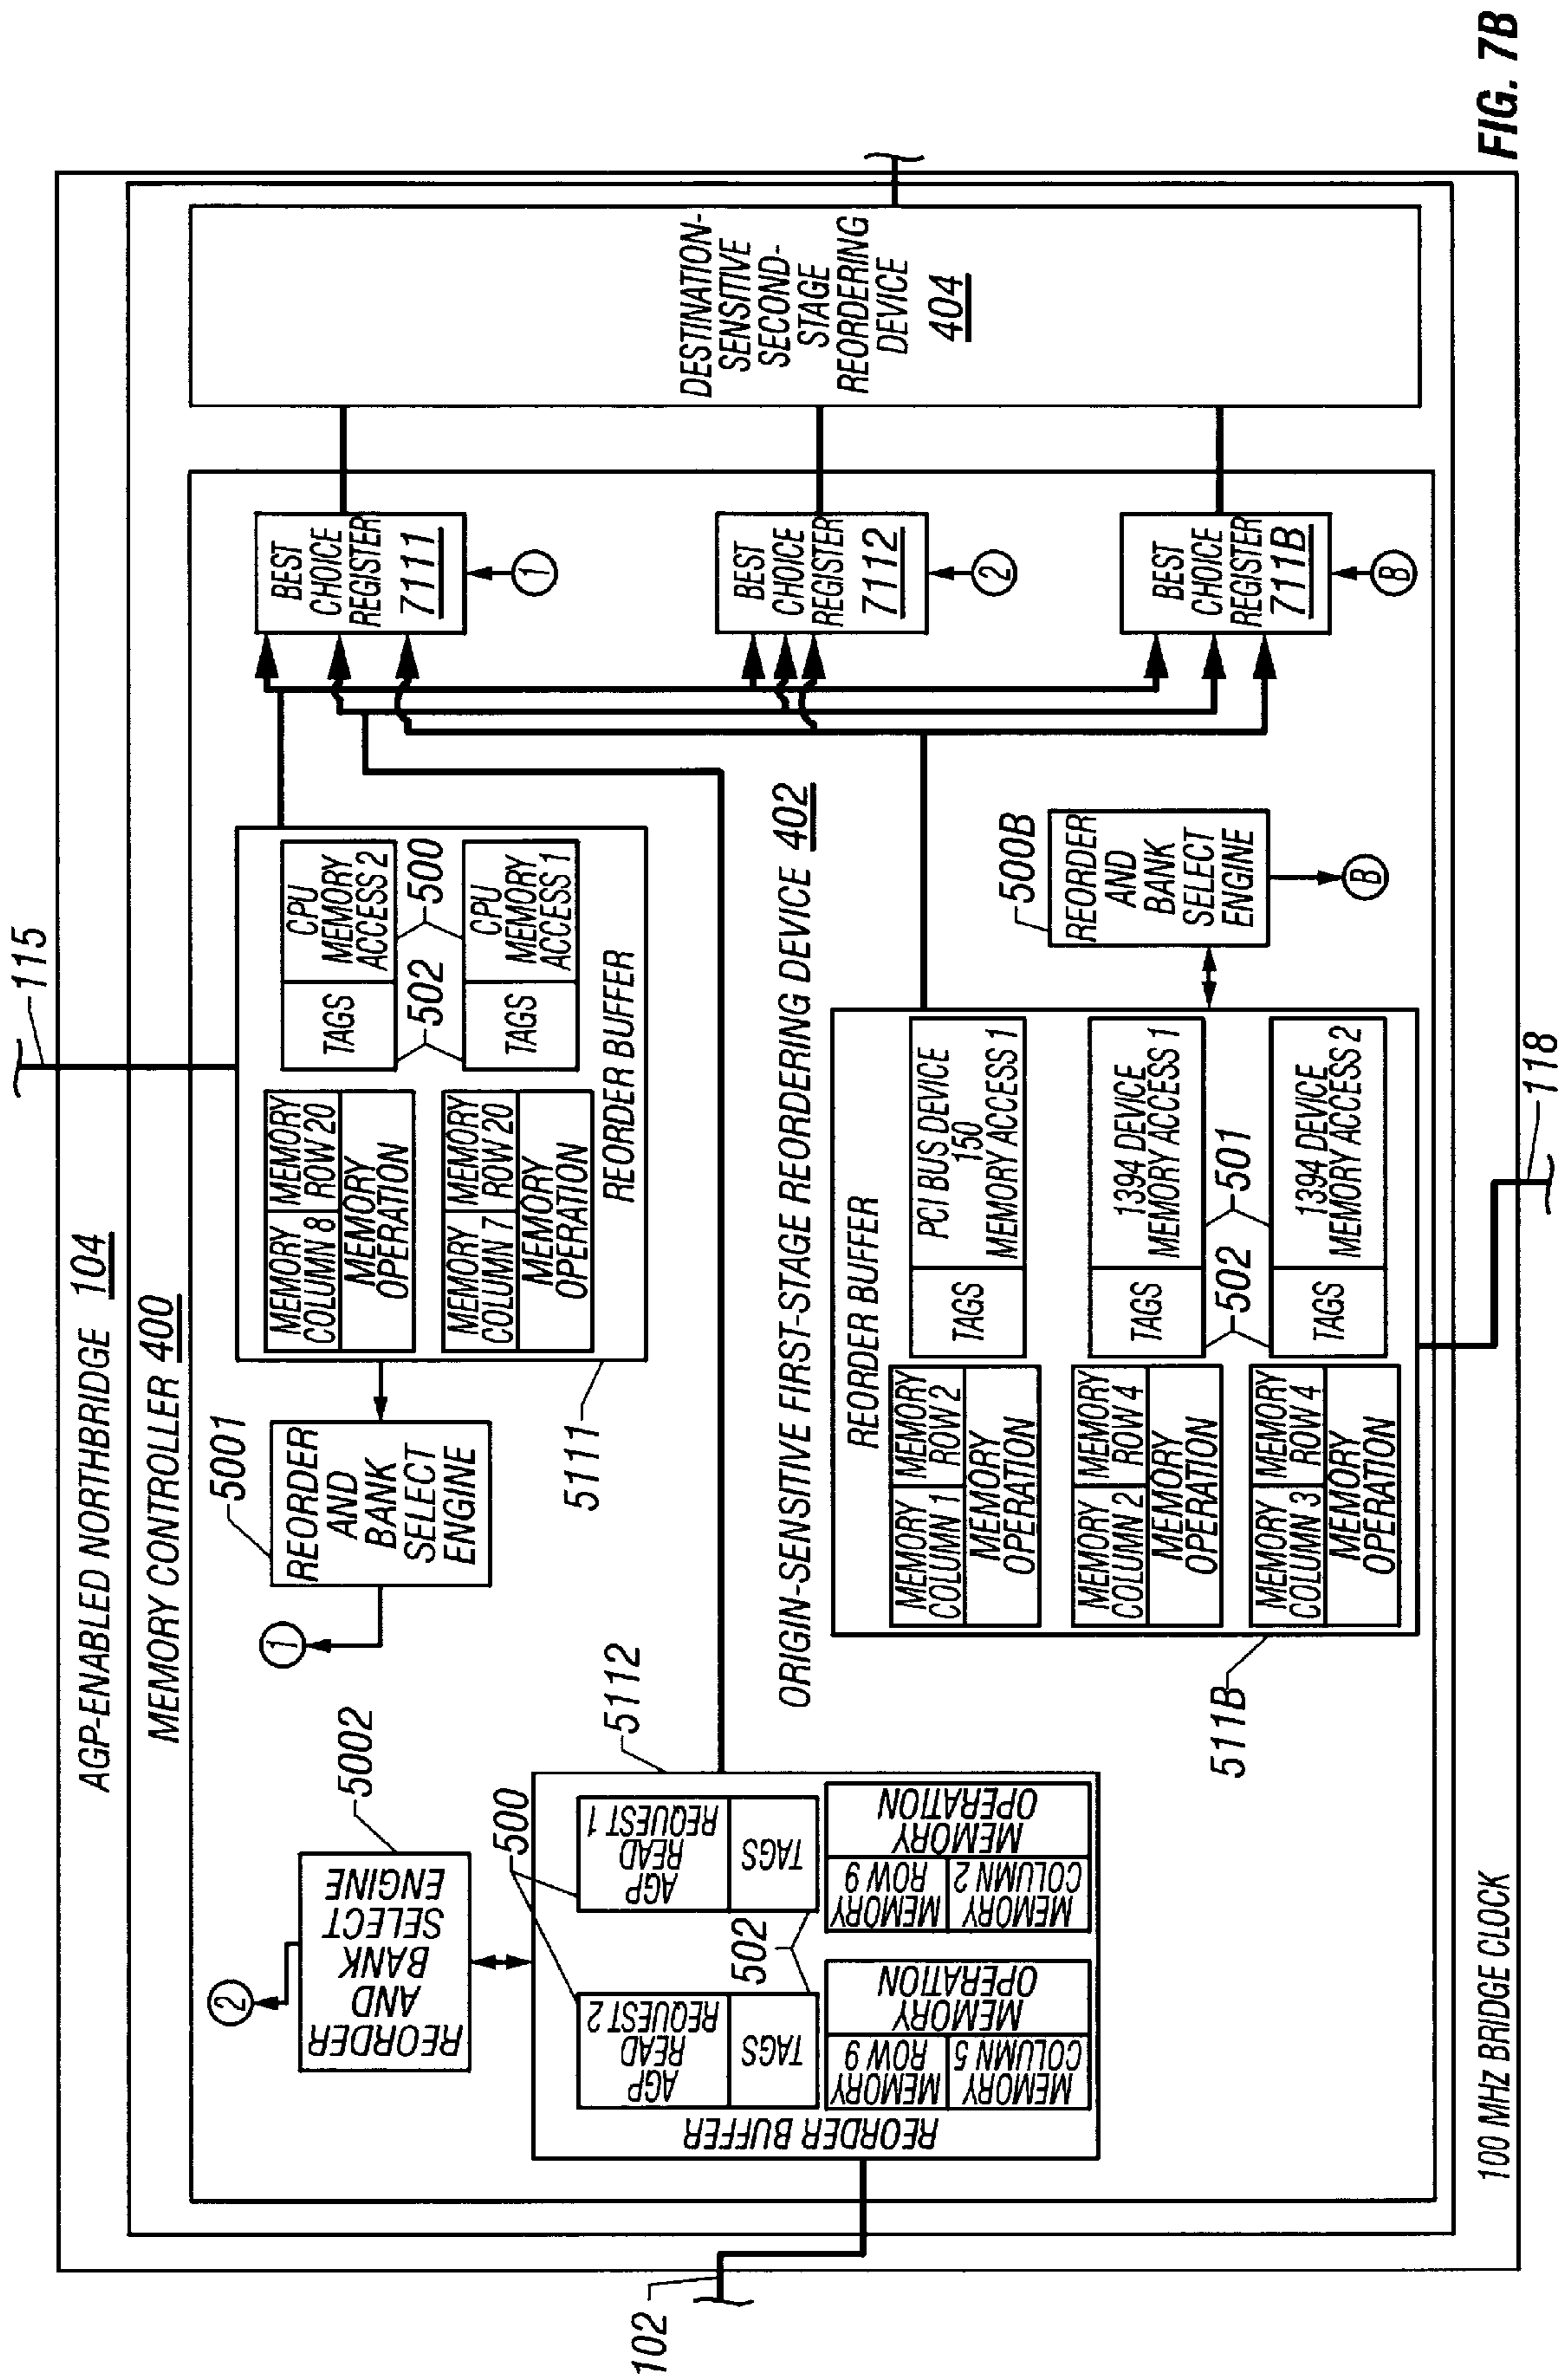 FIG. 7B
115
AGP-ENABLED NORTHBRIDGE 104
MEMORY CONTROLLER 400
5001
REORDER
AND
BANK
SELECT
ENGINE
1
5111
MEMORY
COLUMN 8
MEMORY
ROW 20
MEMORY
OPERATION
MEMORY
COLUMN 7
MEMORY
ROW 20
MEMORY
OPERATION
TAGS
CPU
MEMORY
ACCESS 2
502
500
TAGS
CPU
MEMORY
ACCESS 1
REORDER BUFFER
BEST
CHOICE
REGISTER
7111
1
BEST
CHOICE
REGISTER
7112
2
BEST
CHOICE
REGISTER
711B
B
DESTINATION-
SENSITIVE
SECOND-
STAGE
REORDERING
DEVICE
404
2
5002
REORDER
AND
BANK
SELECT
ENGINE
5112
500
REORDER BUFFER
AGP
READ
REQUEST 2
TAGS
MEMORY
ROW 9
MEMORY
COLUMN 5
MEMORY
OPERATION
502
AGP
READ
REQUEST 1
TAGS
MEMORY
ROW 9
MEMORY
COLUMN 2
MEMORY
OPERATION
102
ORIGIN-SENSITIVE FIRST-STAGE REORDERING DEVICE 402
REORDER BUFFER
511B
MEMORY
COLUMN 1
MEMORY
ROW 2
MEMORY
OPERATION
TAGS
PCI BUS DEVICE
150
MEMORY ACCESS 1
MEMORY
COLUMN 2
MEMORY
ROW 4
MEMORY
OPERATION
TAGS
1394 DEVICE
MEMORY ACCESS 1
502
501
MEMORY
COLUMN 3
MEMORY
ROW 4
MEMORY
OPERATION
TAGS
1394 DEVICE
MEMORY ACCESS 2
500B
REORDER
AND
BANK
SELECT
ENGINE
B
118
100 MHz BRIDGE CLOCK